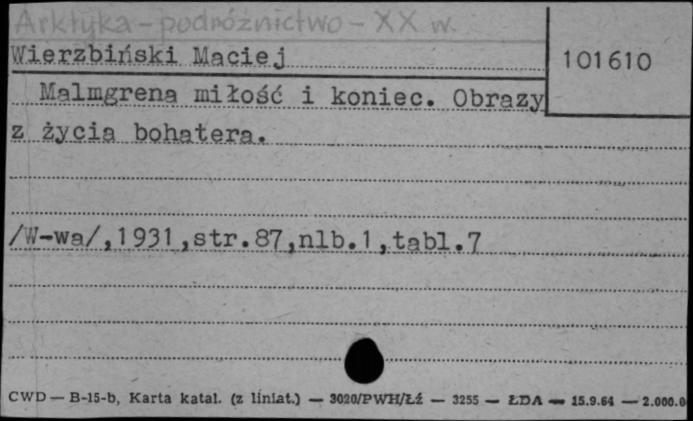 Arktyka - podróżnictwo - XX w.
Wierzbiński Maciej
101610
Malmgrena miłość i koniec. Obrazy
z życia bohatera.
/W-wa/,1931,str.87,nlb.1,tabl.7
CWD — B-15-b, Karta katal. (z liniat.) — 3020/PWH/Łź — 3255 — ŁDA — 15.9.64 — 2.000.0